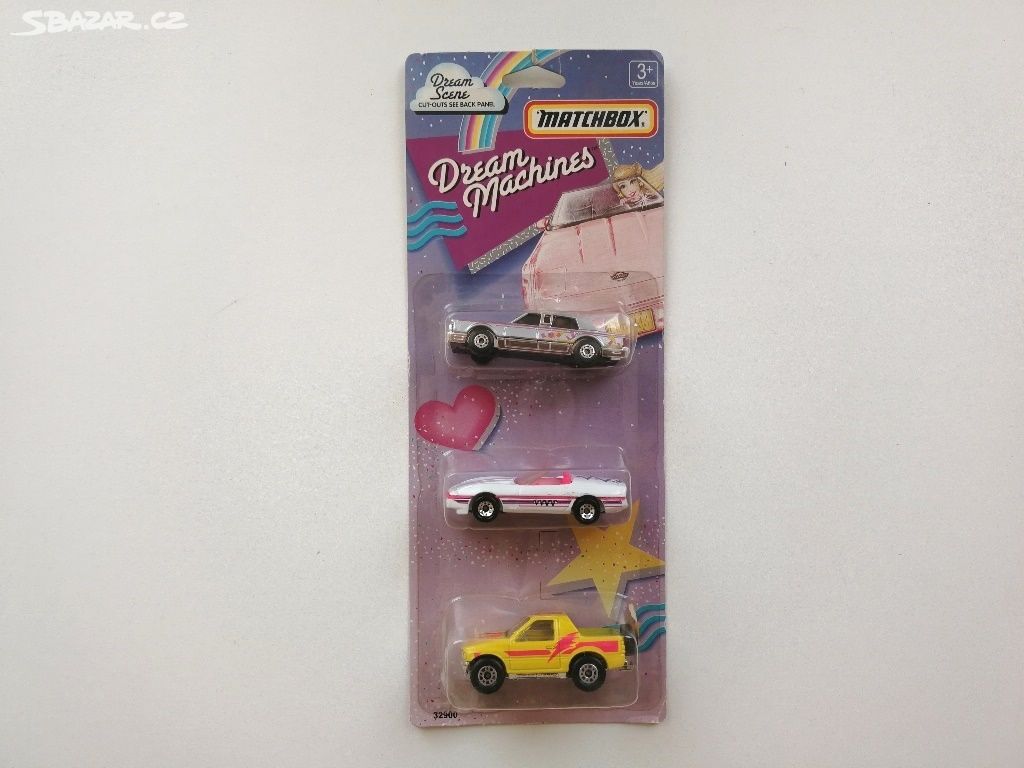 SBAZAR.CZ
Dream
Scene
CUT-OUTS SEE BACK PANEL
3+
MATCHBOX
Dream
Machines
32900